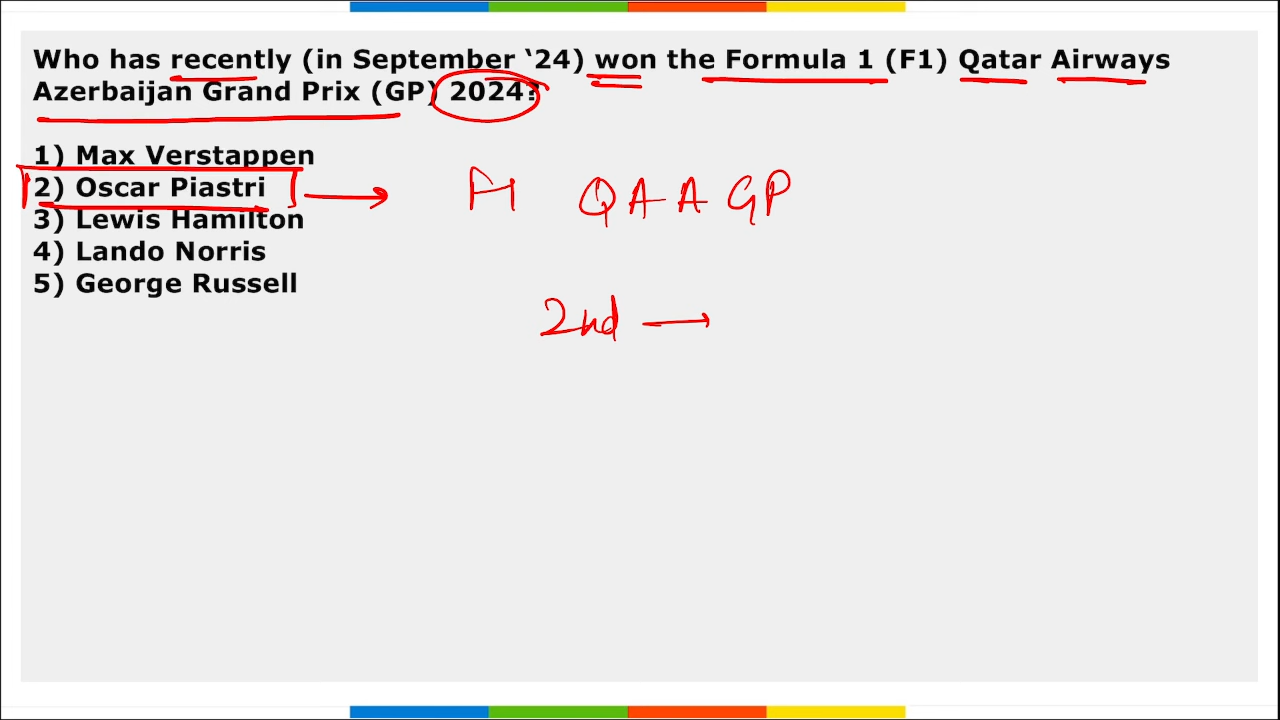 Who has recently (in September ‘24) won the Formula 1 (F1) Qatar Airways
Azerbaijan Grand Prix (GP) 2024?
1) Max Verstappen
2) Oscar Piastri
3) Lewis Hamilton
4) Lando Norris
5) George Russell
F1 QAAGP
2nd →